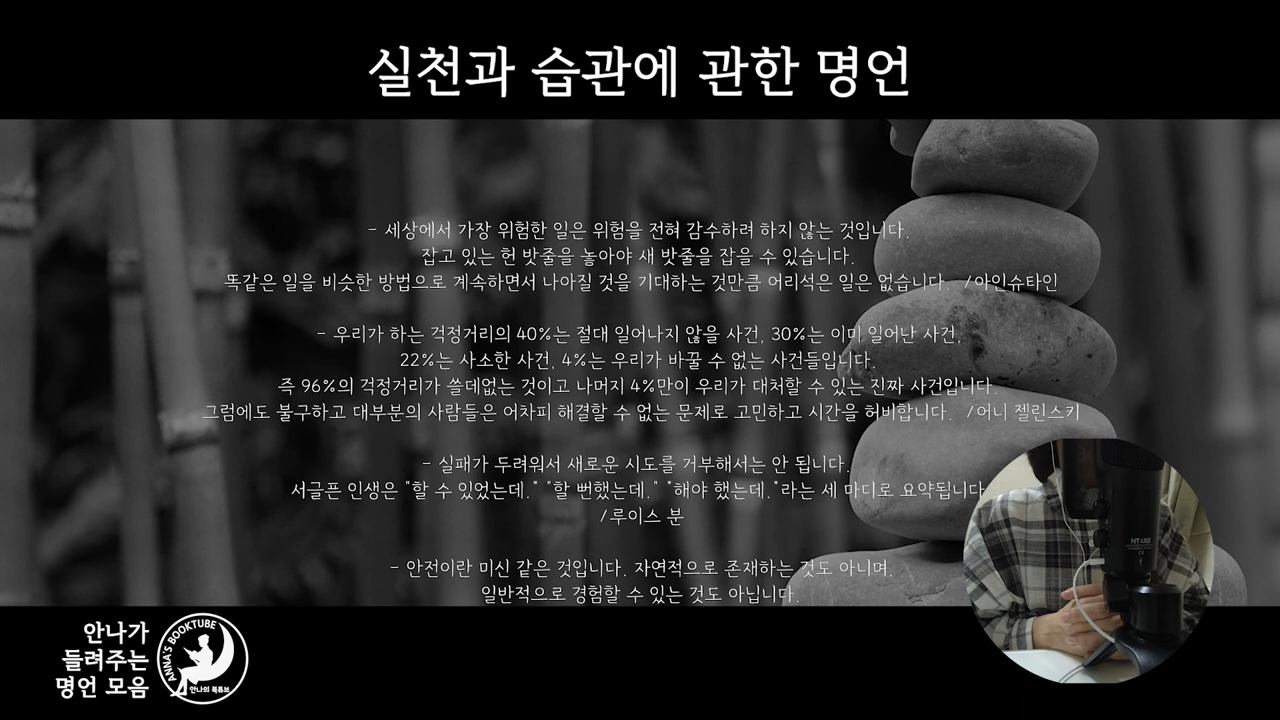 실천과 습관에 관한 명언
- 세상에서 가장 위험한 일은 위험을 전혀 감수하려 하지 않는 것입니다.
잡고 있는 헌 밧줄을 놓아야 새 밧줄을 잡을 수 있습니다.
똑같은 일을 비슷한 방법으로 계속하면서 나아질 것을 기대하는 것만큼 어리석은 일은 없습니다. /아인슈타인
- 우리가 하는 걱정거리의 40%는 절대 일어나지 않을 사건, 30%는 이미 일어난 사건,
22%는 사소한 사건, 4%는 우리가 바꿀 수 없는 사건들입니다.
즉 96%의 걱정거리가 쓸데없는 것이고 나머지 4%만이 우리가 대처할 수 있는 진짜 사건입니다.
그럼에도 불구하고 대부분의 사람들은 어차피 해결할 수 없는 문제로 고민하고 시간을 허비합니다. /어니 젤린스키
- 실패가 두려워서 새로운 시도를 거부해서는 안 됩니다.
서글픈 인생은 "할 수 있었는데." "할 뻔했는데." "해야 했는데."라는 세 마디로 요약됩니다
/루이스 분
- 안전이란 미신 같은 것입니다. 자연적으로 존재하는 것도 아니며,
일반적으로 경험할 수 있는 것도 아닙니다.
NT-USB
안나가
들려주는
명언 모음
ANNA'S BOOKTUBE
안나의 북튜브